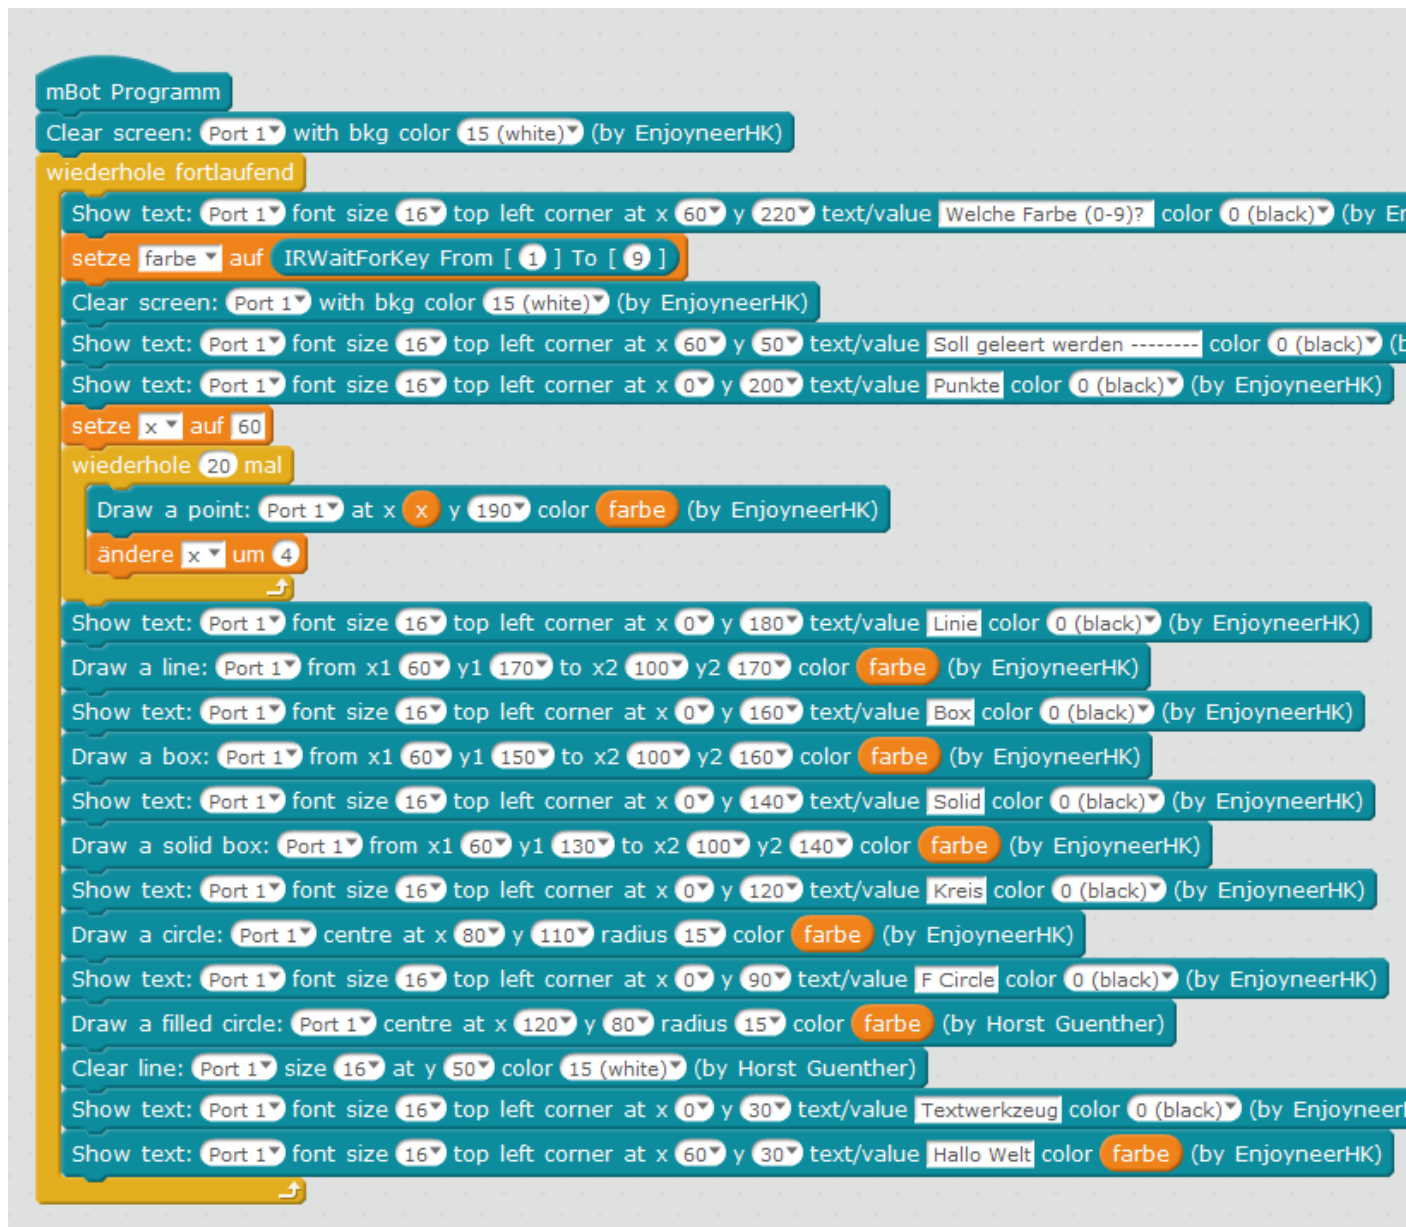 mBot Programm
Clear screen: Port 1 with bkg color 15 (white) (by EnjoyneerHK)
wiederhole fortlaufend
Show text: Port 1 font size 16 top left corner at x 60 y 220 text/value Welche Farbe (0-9)? color 0 (black) (by En
setze farbe auf IRWaitForKey From [ 1 ] To [ 9 ]
Clear screen: Port 1 with bkg color 15 (white) (by EnjoyneerHK)
Show text: Port 1 font size 16 top left corner at x 60 y 50 text/value Soll geleert werden -------- color 0 (black) (b
Show text: Port 1 font size 16 top left corner at x 0 y 200 text/value Punkte color 0 (black) (by EnjoyneerHK)
setze x auf 60
wiederhole 20 mal
Draw a point: Port 1 at x x y 190 color farbe (by EnjoyneerHK)
ändere x um 4
Show text: Port 1 font size 16 top left corner at x 0 y 180 text/value Linie color 0 (black) (by EnjoyneerHK)
Draw a line: Port 1 from x1 60 y1 170 to x2 100 y2 170 color farbe (by EnjoyneerHK)
Show text: Port 1 font size 16 top left corner at x 0 y 160 text/value Box color 0 (black) (by EnjoyneerHK)
Draw a box: Port 1 from x1 60 y1 150 to x2 100 y2 160 color farbe (by EnjoyneerHK)
Show text: Port 1 font size 16 top left corner at x 0 y 140 text/value Solid color 0 (black) (by EnjoyneerHK)
Draw a solid box: Port 1 from x1 60 y1 130 to x2 100 y2 140 color farbe (by EnjoyneerHK)
Show text: Port 1 font size 16 top left corner at x 0 y 120 text/value Kreis color 0 (black) (by EnjoyneerHK)
Draw a circle: Port 1 centre at x 80 y 110 radius 15 color farbe (by EnjoyneerHK)
Show text: Port 1 font size 16 top left corner at x 0 y 90 text/value F Circle color 0 (black) (by EnjoyneerHK)
Draw a filled circle: Port 1 centre at x 120 y 80 radius 15 color farbe (by Horst Guenther)
Clear line: Port 1 size 16 at y 50 color 15 (white) (by Horst Guenther)
Show text: Port 1 font size 16 top left corner at x 0 y 30 text/value Textwerkzeug color 0 (black) (by Enjoyneer
Show text: Port 1 font size 16 top left corner at x 60 y 30 text/value Hallo Welt color farbe (by EnjoyneerHK)